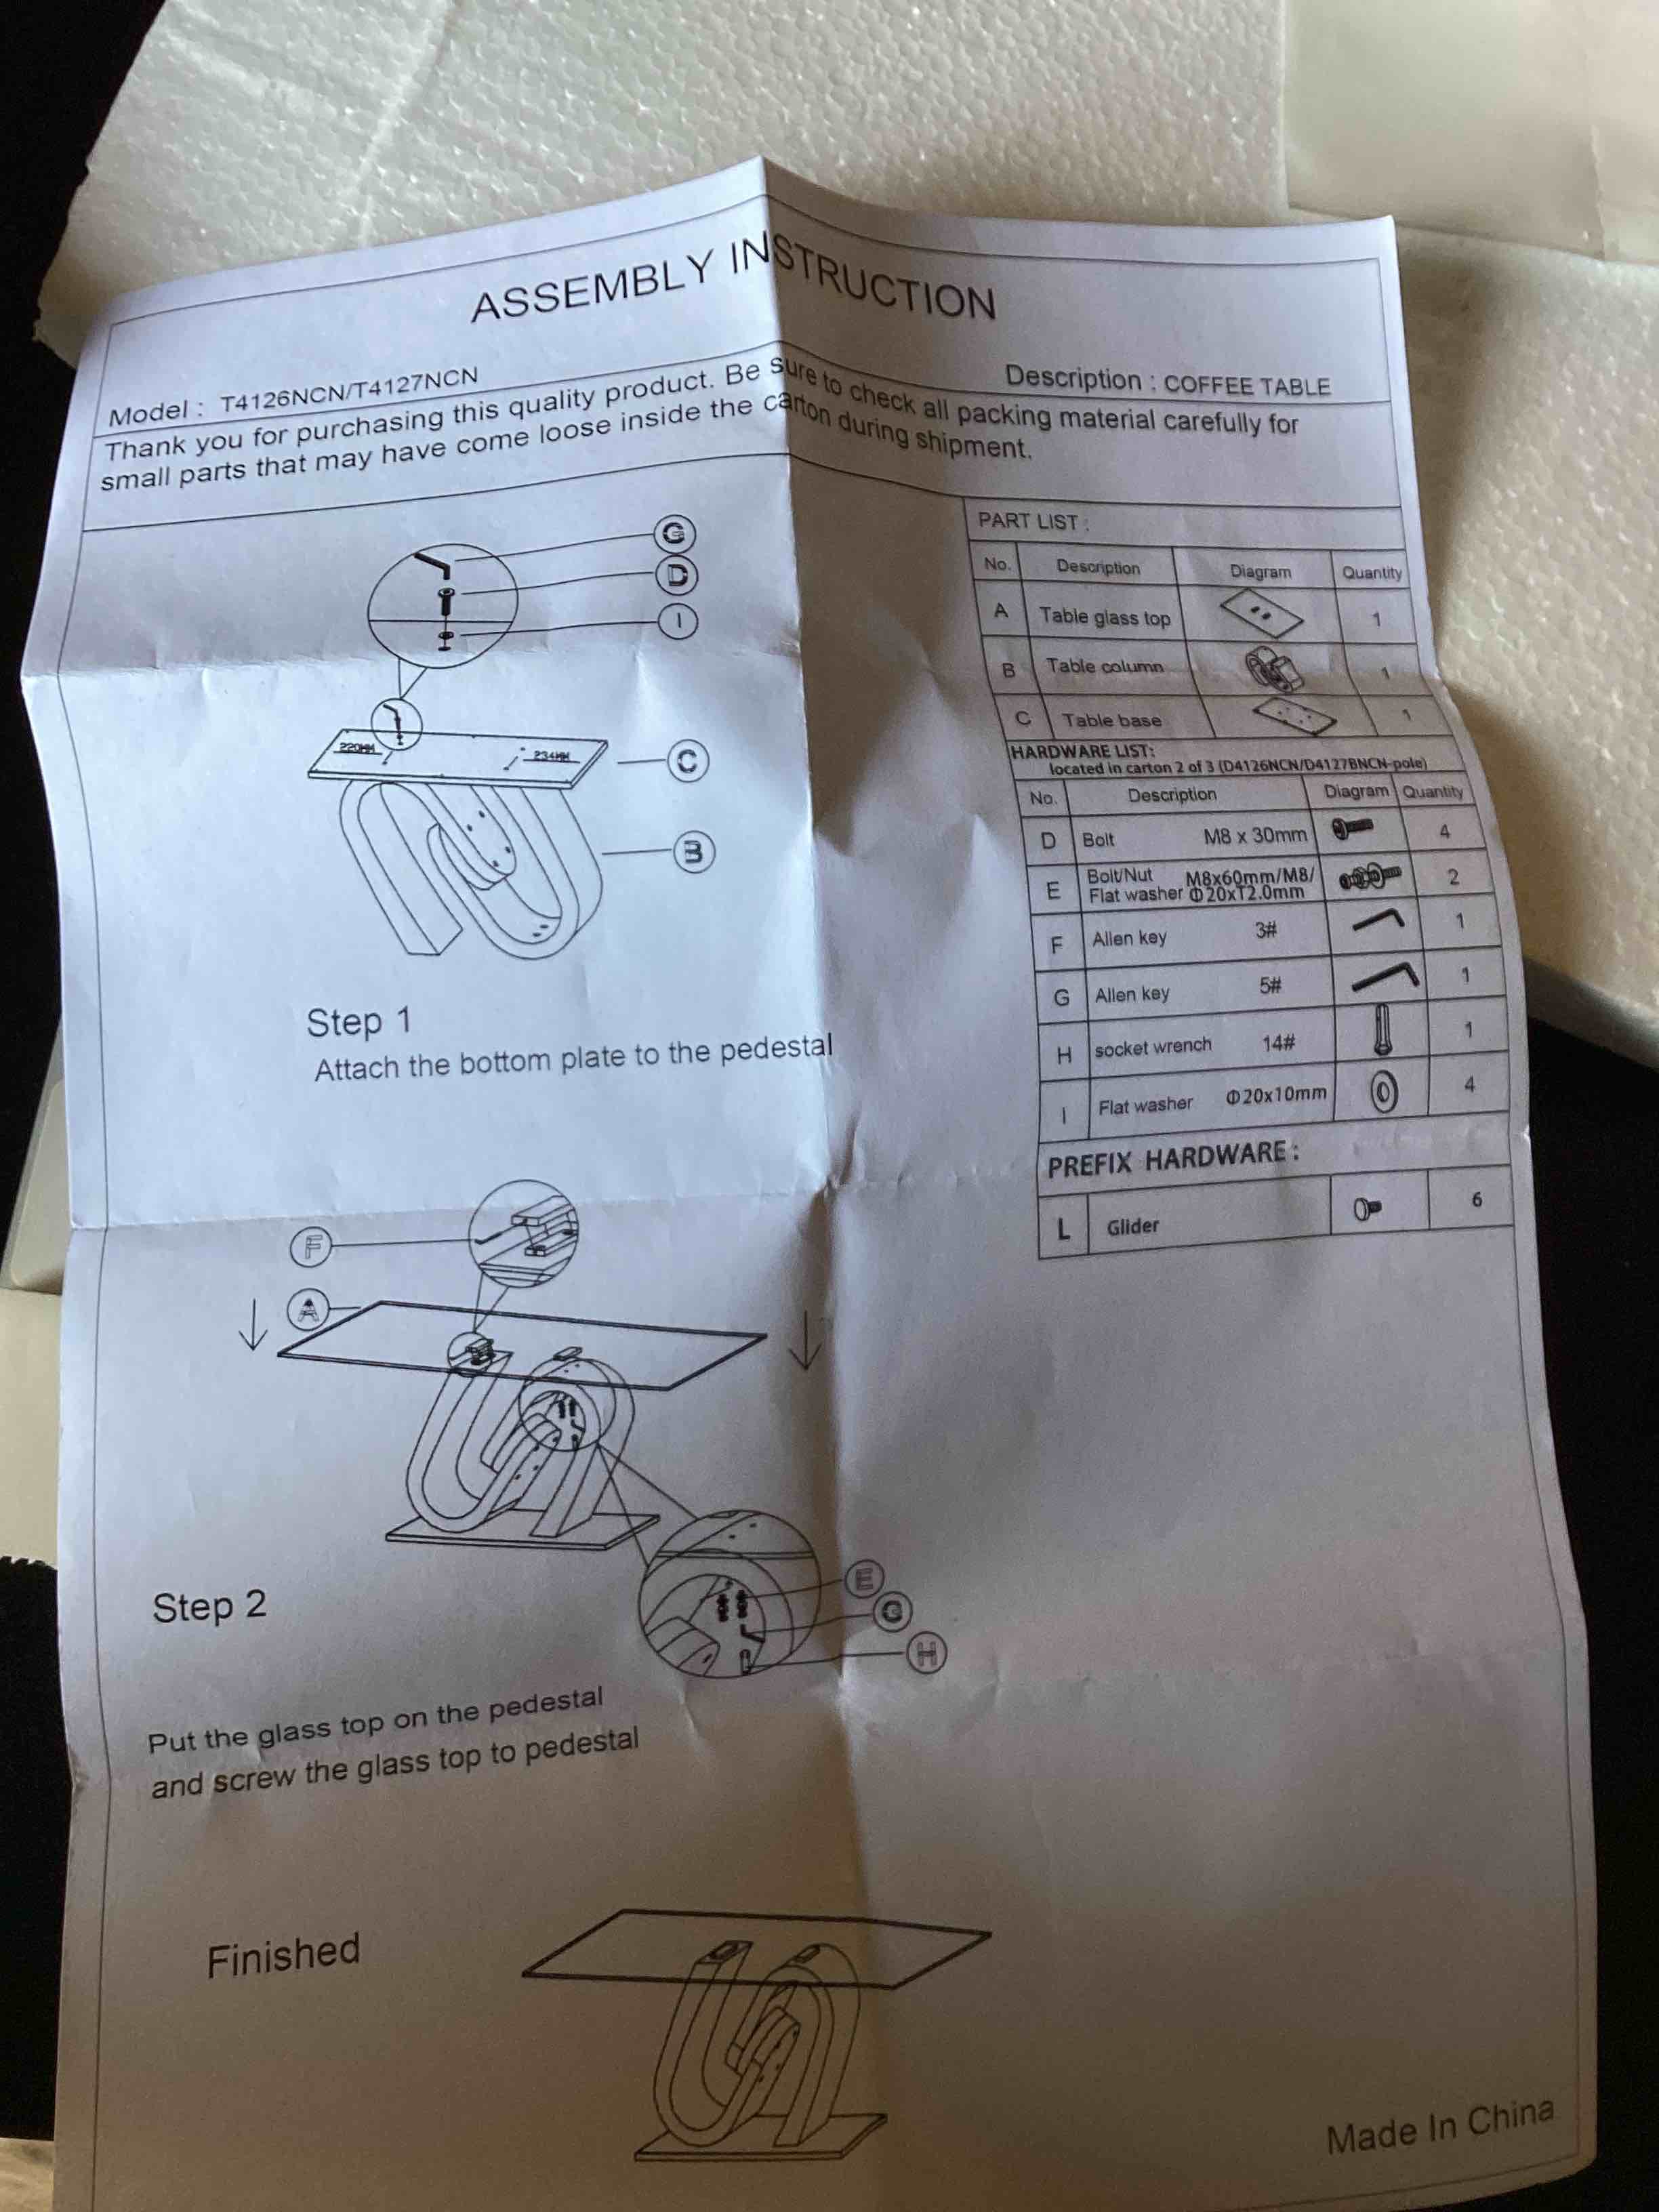 ASSEMBLY INSTRUCTION
Model : T4126NCN/T4127NCN
Description : COFFEE TABLE
Thank you for purchasing this quality product. Be sure to check all packing material carefully for
small parts that may have come loose inside the carton during shipment.
G
D
I
220MM
234MM
C
B
Step 1
Attach the bottom plate to the pedestal
PART LIST :
No. Description Diagram Quantity
A Table glass top 1
B Table column 1
C Table base 1
HARDWARE LIST:
located in carton 2 of 3 (D4126NCN/D4127BNCN-pole)
No. Description Diagram Quantity
D Bolt M8 x 30mm 4
E Bolt/Nut M8x60mm/M8/ 2
Flat washer Φ20xT2.0mm
F Allen key 3# 1
G Allen key 5# 1
H socket wrench 14# 1
I Flat washer Φ20x10mm 4
PREFIX HARDWARE :
L Glider 6
F
A
E
G
H
Step 2
Put the glass top on the pedestal
and screw the glass top to pedestal
Finished
Made In China